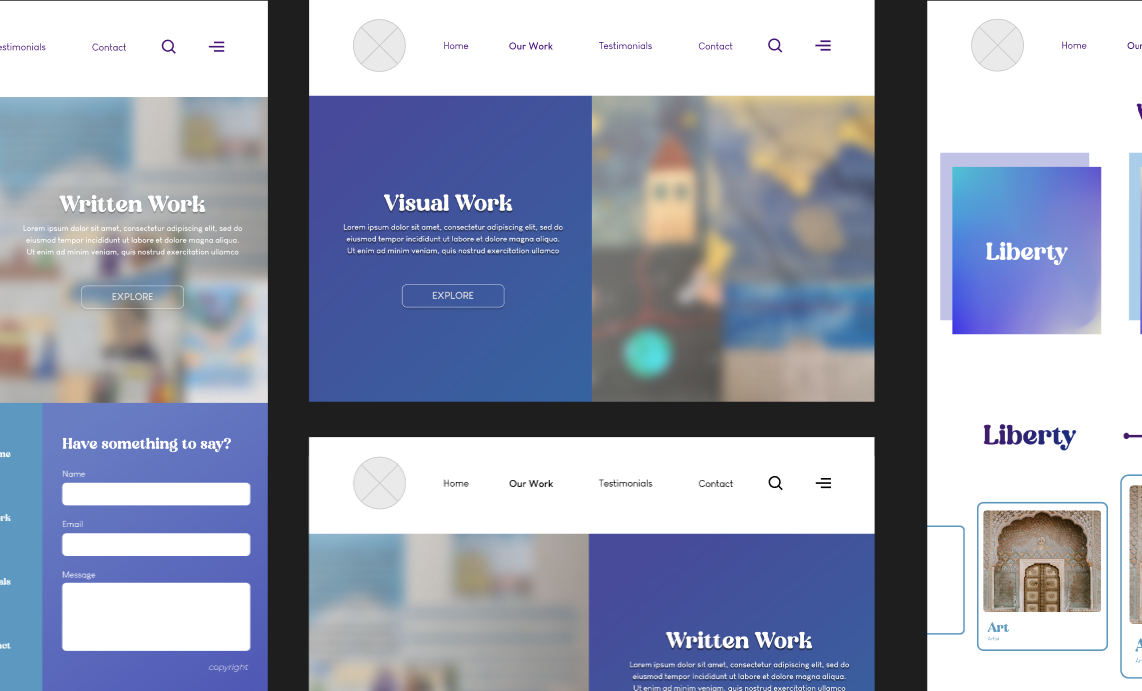 Contact
Written Work
Lorem ipsum dolor sit amet, consectetur adipiscing elit, sed do
eiusmod tempor incididunt ut labore et dolore magna aliqua.
Ut enim ad minim veniam, quis nostrud exercitation ullamco
EXPLORE
Have something to say?
Name
Email
Message
copyright
Home Our Work Testimonials Contact
Visual Work
Lorem ipsum dolor sit amet, consectetur adipiscing elit, sed do
eiusmod tempor incididunt ut labore et dolore magna aliqua.
Ut enim ad minim veniam, quis nostrud exercitation ullamco
EXPLORE
Home Our Work Testimonials Contact
Written Work
Lorem ipsum dolor sit amet, consectetur adipiscing elit, sed do
eiusmod tempor incididunt ut labore et dolore magna aliqua.
Ut enim ad minim veniam, quis nostrud exercitation ullamco
Home
Liberty
Liberty
Art
Artist